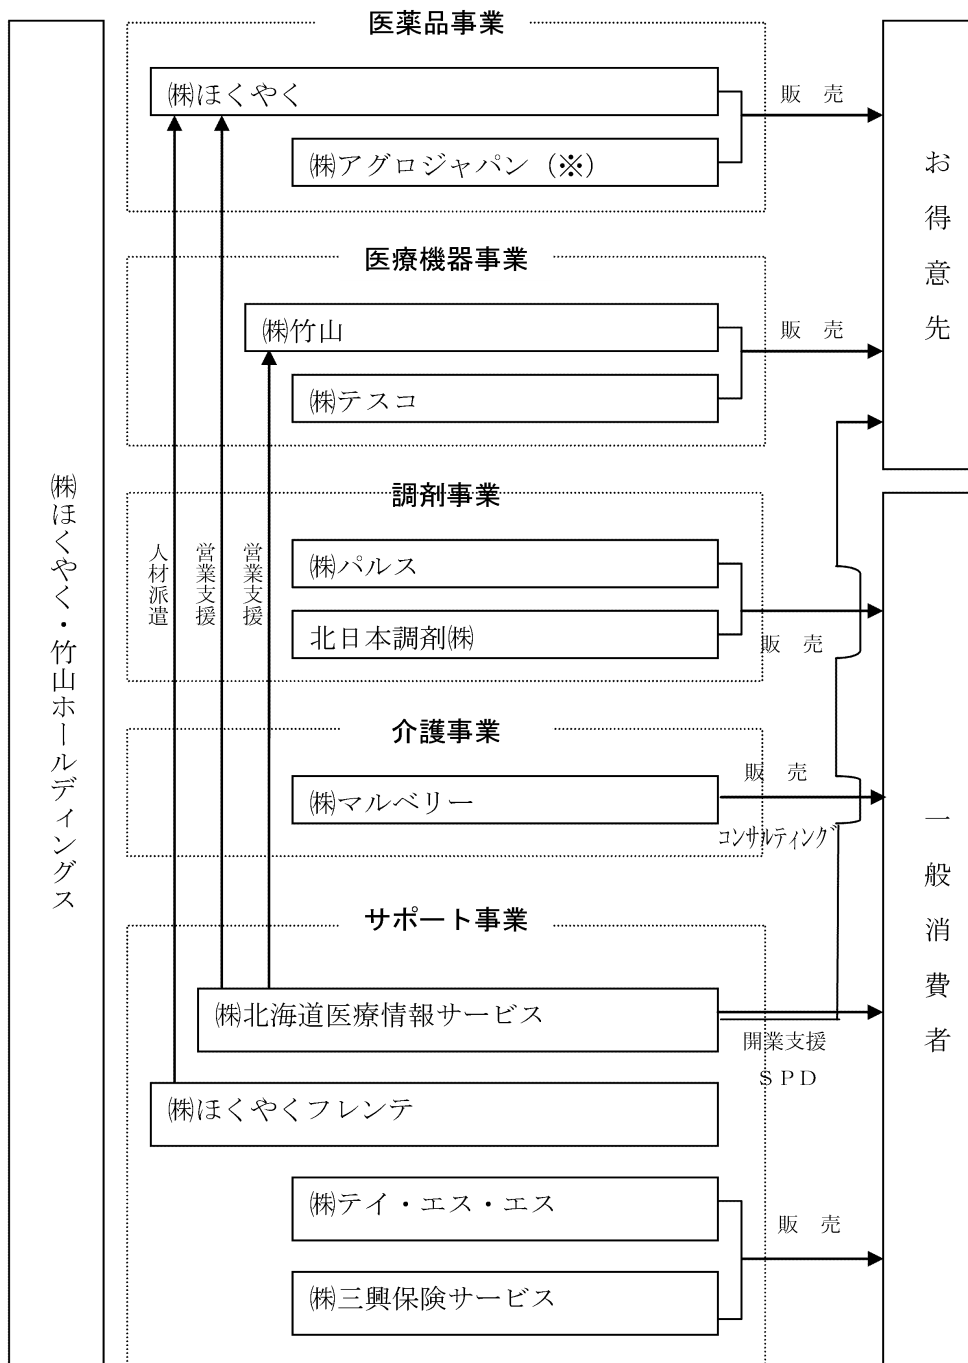 ㈱ほくやく・竹山ホールディングス
医薬品事業
㈱ほくやく
㈱アグロジャパン（※）
販　売
医療機器事業
㈱竹山
㈱テスコ
販　売
お得意先
調剤事業
人材派遣
営業支援
営業支援
㈱パルス
北日本調剤㈱
販　売
介護事業
㈱マルベリー
販　売
コンサルティング
サポート事業
㈱北海道医療情報サービス
開業支援
ＳＰＤ
㈱ほくやくフレンテ
㈱テイ・エス・エス
㈱三興保険サービス
販　売
一般消費者